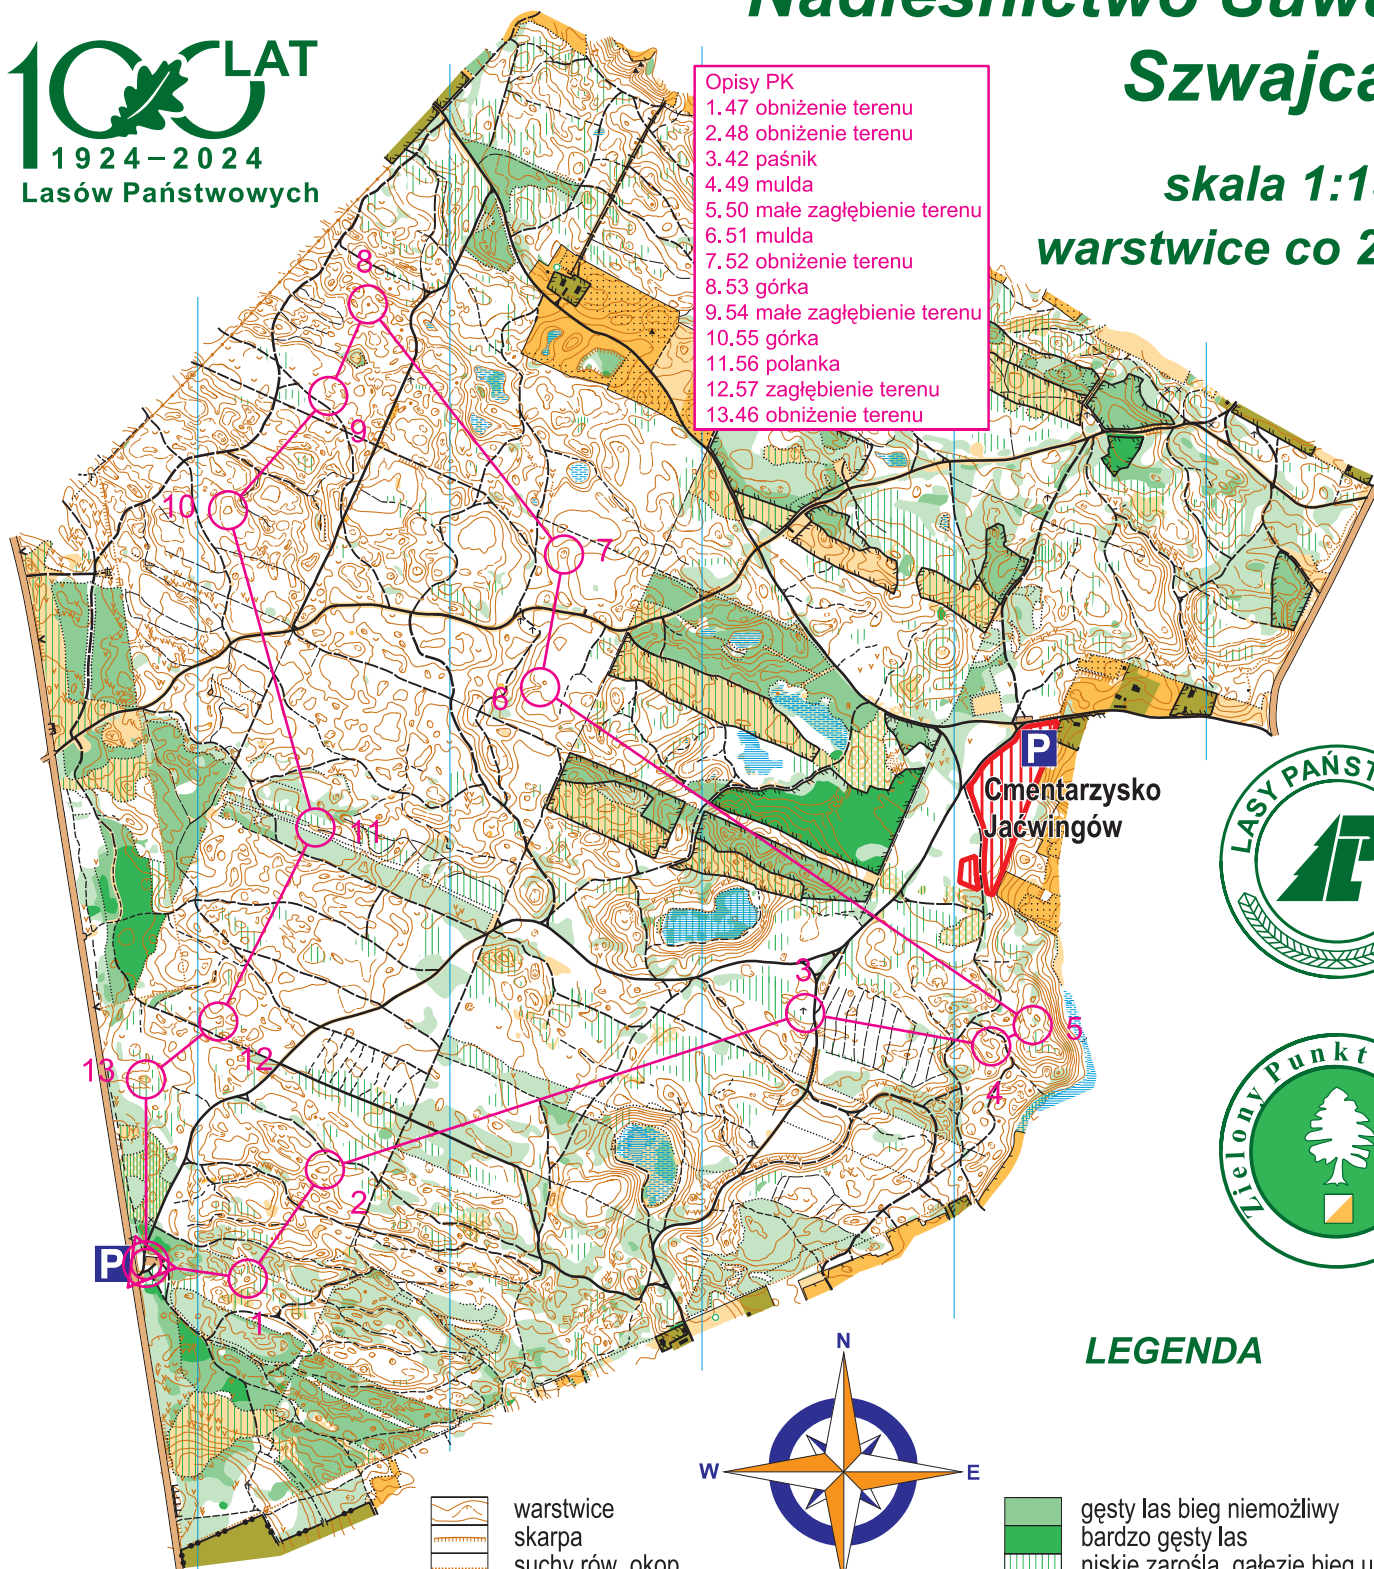 Nadleśnictwo Suwa
Szwajca
skala 1:1
warstwice co 2
100 LAT
1924–2024
Lasów Państwowych
Opisy PK
1.47 obniżenie terenu
2.48 obniżenie terenu
3.42 paśnik
4.49 mulda
5.50 małe zagłębienie terenu
6.51 mulda
7.52 obniżenie terenu
8.53 górka
9.54 małe zagłębienie terenu
10.55 górka
11.56 polanka
12.57 zagłębienie terenu
13.46 obniżenie terenu
8
9
10
7
6
P
Cmentarzysko
Jaćwingów
11
3
5
4
12
13
2
P
1
LASY PAŃST
Zielony Punkt
N
W
E
LEGENDA
warstwice
skarpa
suchy rów, okop
gęsty las bieg niemożliwy
bardzo gęsty las
niskie zarośla, gałęzie bieg u